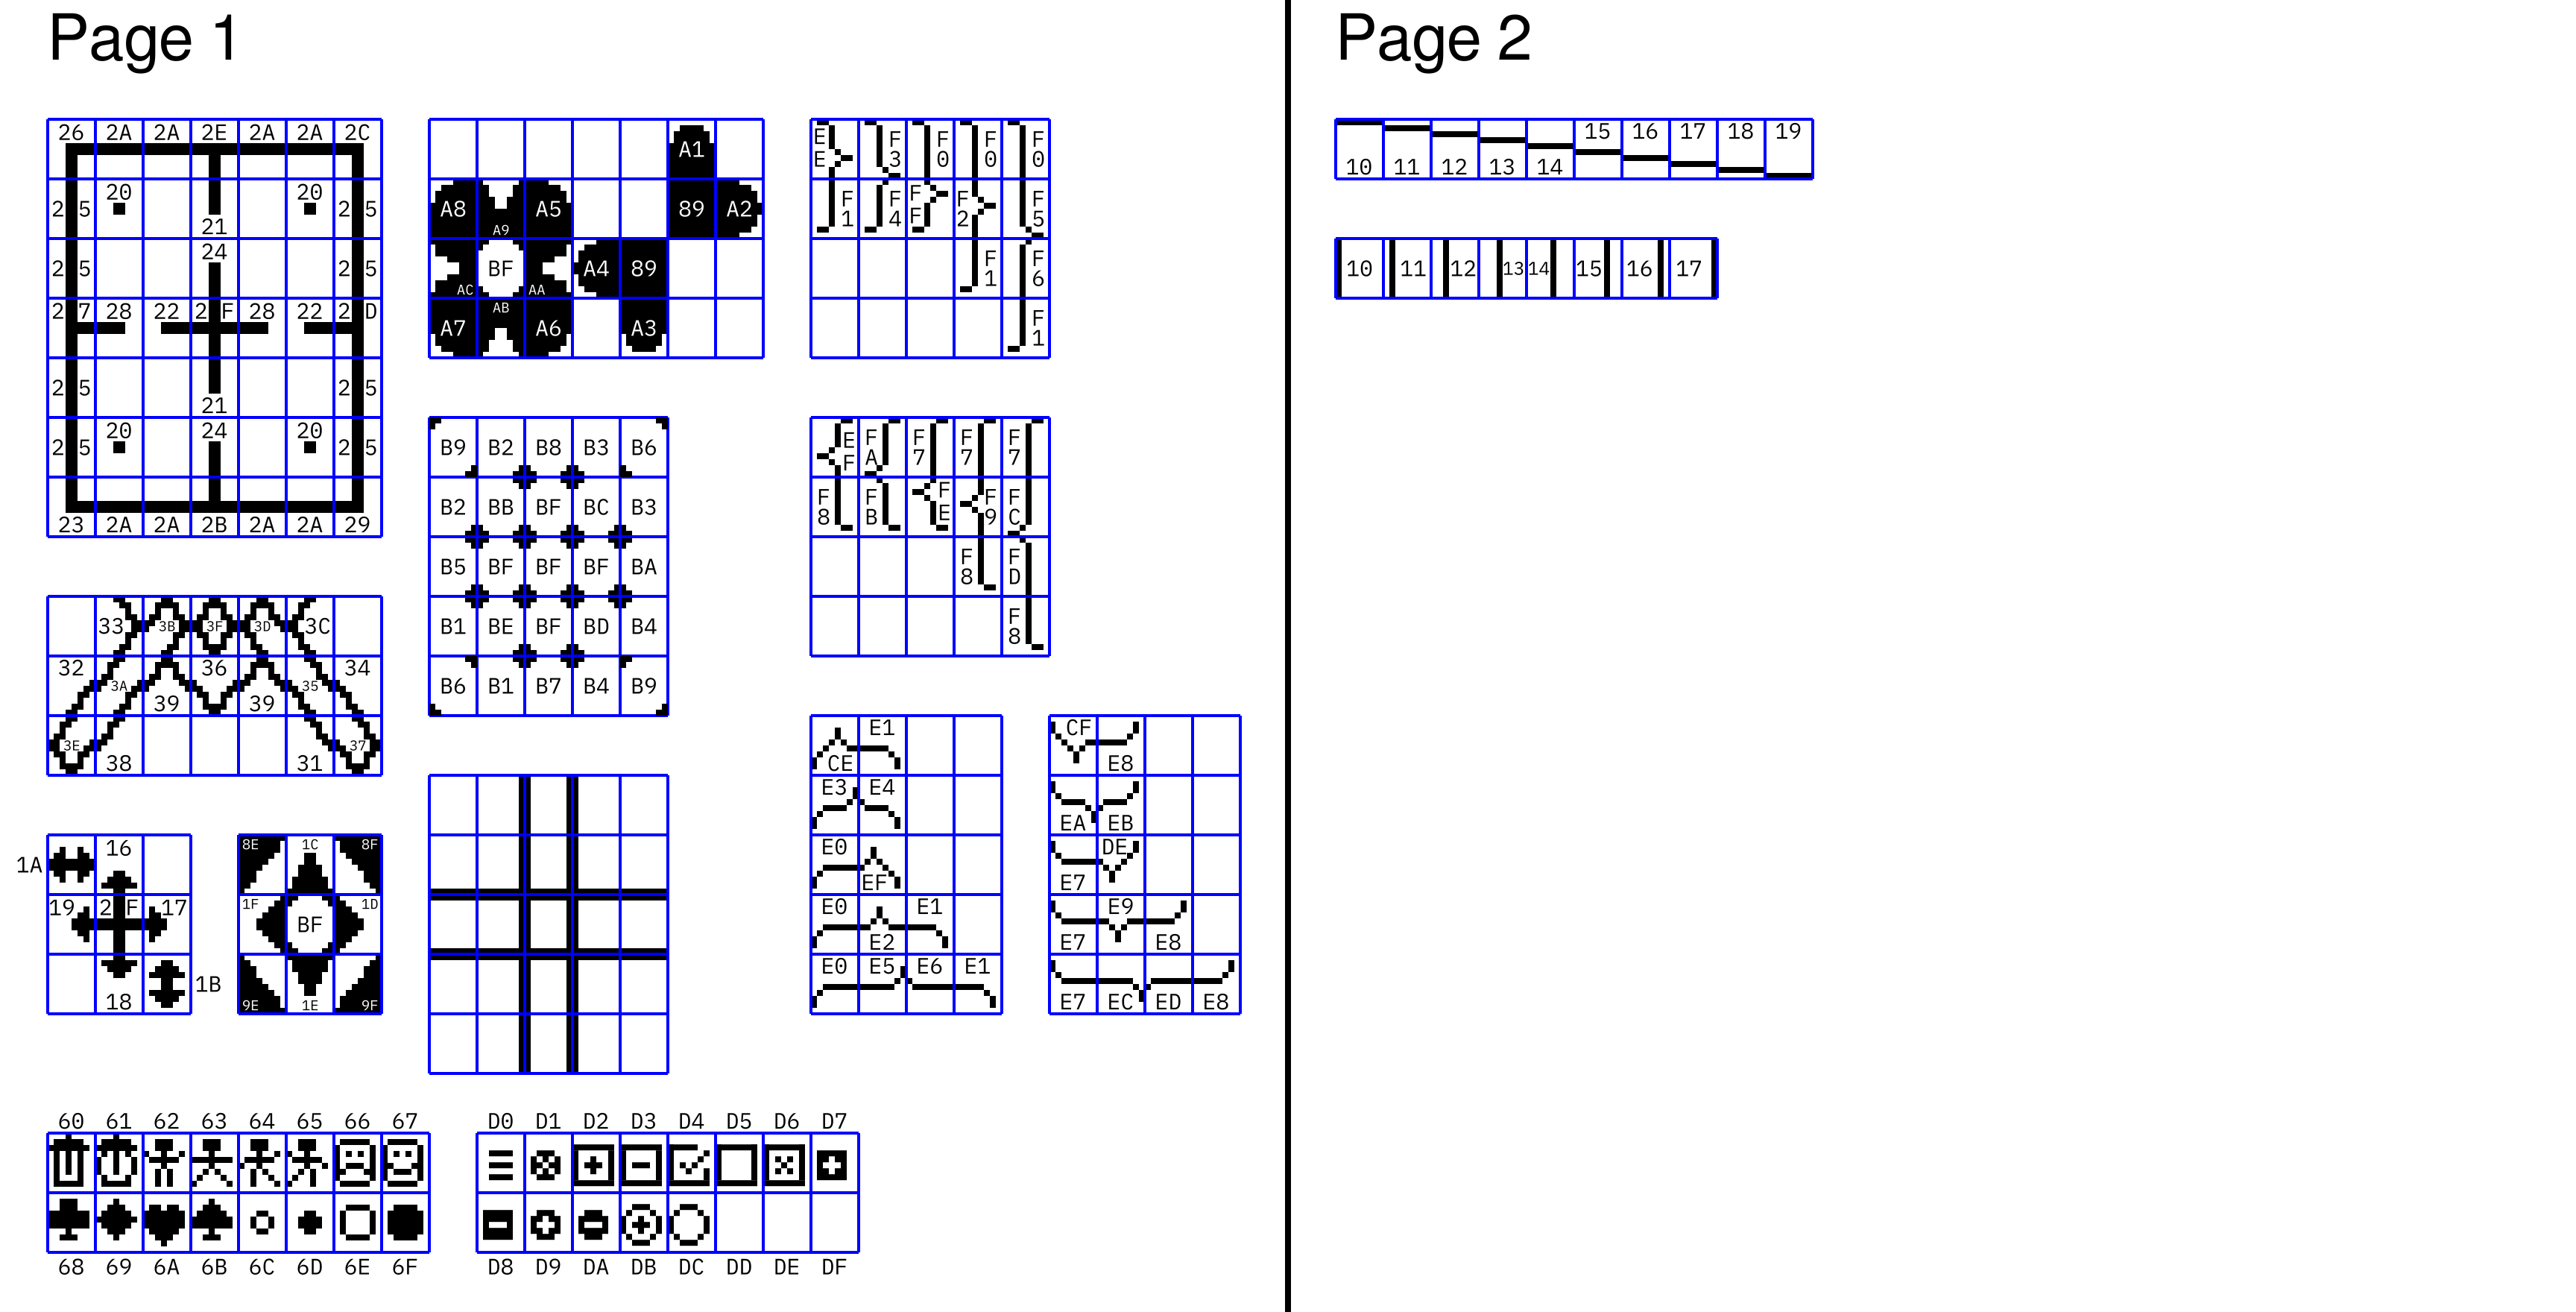 Page 1
26 2A 2A 2E 2A 2A 2C
25 20 21 20 25
25 24 25
27 28 22 2F 28 22 2D
25 21 25
25 20 24 20 25
23 2A 2A 2B 2A 2A 29
33 3B 3F 3D 3C
32 3A 39 36 39 35 34
3E 38 31 37
1A 16
19 2F 17
18 1B
8E 1C 8F
1F BF 1D
9E 1E 9F
A1
A8 A9 A5 89 A2
AC BF AA A4 89
A7 AB A6 A3
B9 B2 B8 B3 B6
B2 BB BF BC B3
B5 BF BF BF BA
B1 BE BF BD B4
B6 B1 B7 B4 B9
EE F3 F0 F0 F0
F1 F4 FF F2 F5
F1 F6
F1
EF FA F7 F7 F7
F8 FB FE F9 FC
F8 FD
F8
CE E1
E3 E4
E0 EF
E0 E2 E1
E0 E5 E6 E1
CF E8
EA EB
E7 DE
E7 E9 E8
E7 EC ED E8
60 61 62 63 64 65 66 67
68 69 6A 6B 6C 6D 6E 6F
D0 D1 D2 D3 D4 D5 D6 D7
D8 D9 DA DB DC DD DE DF
Page 2
10 11 12 13 14 15 16 17 18 19
10 11 12 13 14 15 16 17